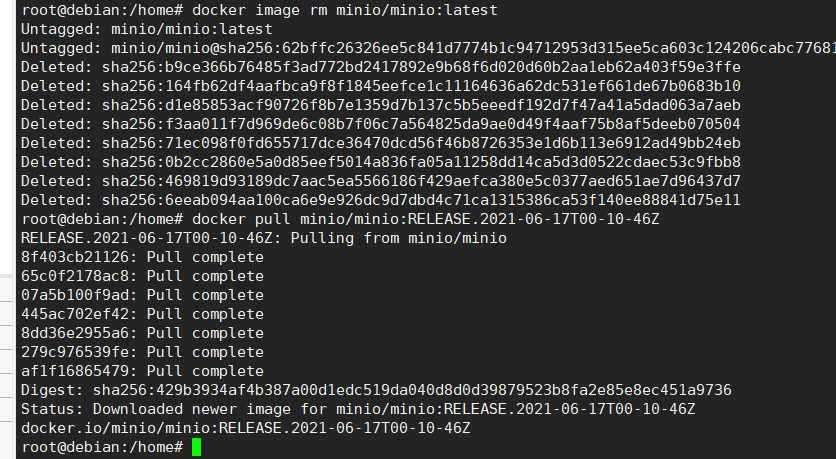 root@debian:/home# docker image rm minio/minio:latest
Untagged: minio/minio:latest
Untagged: minio/minio@sha256:62bffc26326ee5c841d7774b1c94712953d315ee5ca603c124206cabc77681
Deleted: sha256:b9ce366b76485f3ad772bd2417892e9b68f6d020d60b2aa1eb62a403f59e3ffe
Deleted: sha256:164fb62df4aafbca9f8f1845eefce1c11164636a62dc531ef661de67b0683b10
Deleted: sha256:d1e85853acf90726f8b7e1359d7b137c5b5eeedf192d7f47a41a5dad063a7aeb
Deleted: sha256:f3aa011f7d969de6c08b7f06c7a564825da9ae0d49f4aaf75b8af5deeb070504
Deleted: sha256:71ec098f0fd655717dce36470dcd56f46b8726353e1d6b113e6912ad49bb24eb
Deleted: sha256:0b2cc2860e5a0d85eef5014a836fa05a11258dd14ca5d3d0522cdaec53c9fbb8
Deleted: sha256:469819d93189dc7aac5ea5566186f429aefca380e5c0377aed651ae7d96437d7
Deleted: sha256:6eeab094aa100ca6e9e926dc9d7dbd4c71ca1315386ca53f140ee88841d75e11
root@debian:/home# docker pull minio/minio:RELEASE.2021-06-17T00-10-46Z
RELEASE.2021-06-17T00-10-46Z: Pulling from minio/minio
8f403cb21126: Pull complete
65c0f2178ac8: Pull complete
07a5b100f9ad: Pull complete
445ac702ef42: Pull complete
8dd36e2955a6: Pull complete
279c976539fe: Pull complete
af1f16865479: Pull complete
Digest: sha256:429b3934af4b387a00d1edc519da040d8d0d39879523b8fa2e85e8ec451a9736
Status: Downloaded newer image for minio/minio:RELEASE.2021-06-17T00-10-46Z
docker.io/minio/minio:RELEASE.2021-06-17T00-10-46Z
root@debian:/home#